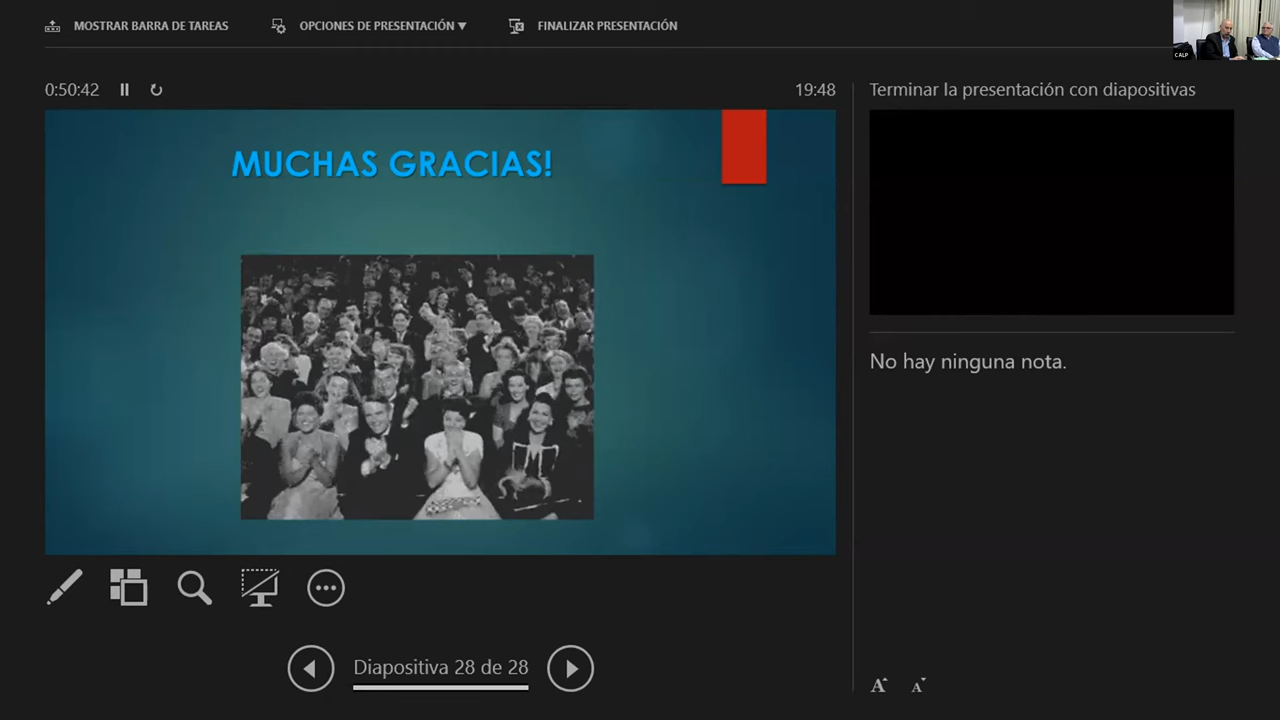 MOSTRAR BARRA DE TAREAS
OPCIONES DE PRESENTACIÓN ▼
FINALIZAR PRESENTACIÓN
CALP
0:50:42
19:48
Terminar la presentación con diapositivas
MUCHAS GRACIAS!
No hay ninguna nota.
Diapositiva 28 de 28
A A